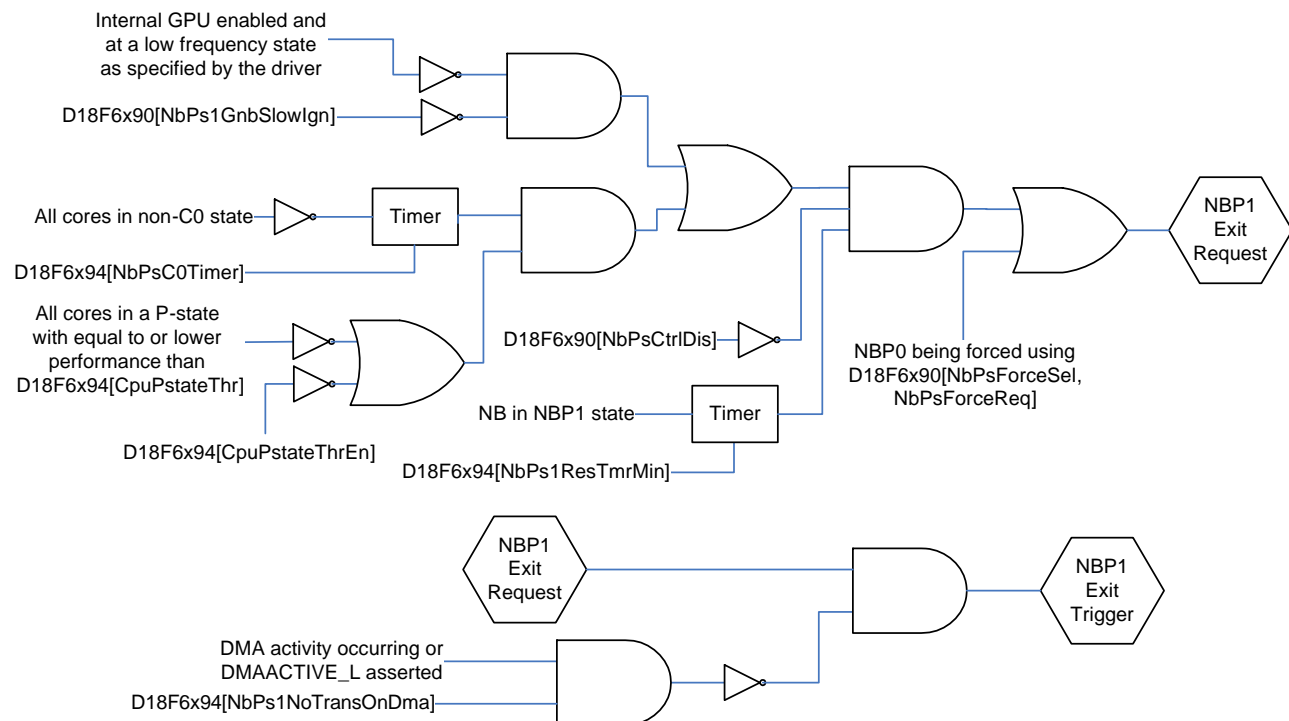 Internal GPU enabled and
at a low frequency state
as specified by the driver
D18F6x90[NbPs1GnbSlowIgn]
All cores in non-C0 state
Timer
D18F6x94[NbPsC0Timer]
All cores in a P-state
with equal to or lower
performance than
D18F6x94[CpuPstateThr]
D18F6x94[CpuPstateThrEn]
D18F6x90[NbPsCtrlDis]
NB in NBP1 state
Timer
D18F6x94[NbPs1ResTmrMin]
NBP0 being forced using
D18F6x90[NbPsForceSel,
NbPsForceReq]
NBP1
Exit
Request
NBP1
Exit
Request
DMA activity occurring or
DMAACTIVE_L asserted
D18F6x94[NbPs1NoTransOnDma]
NBP1
Exit
Trigger